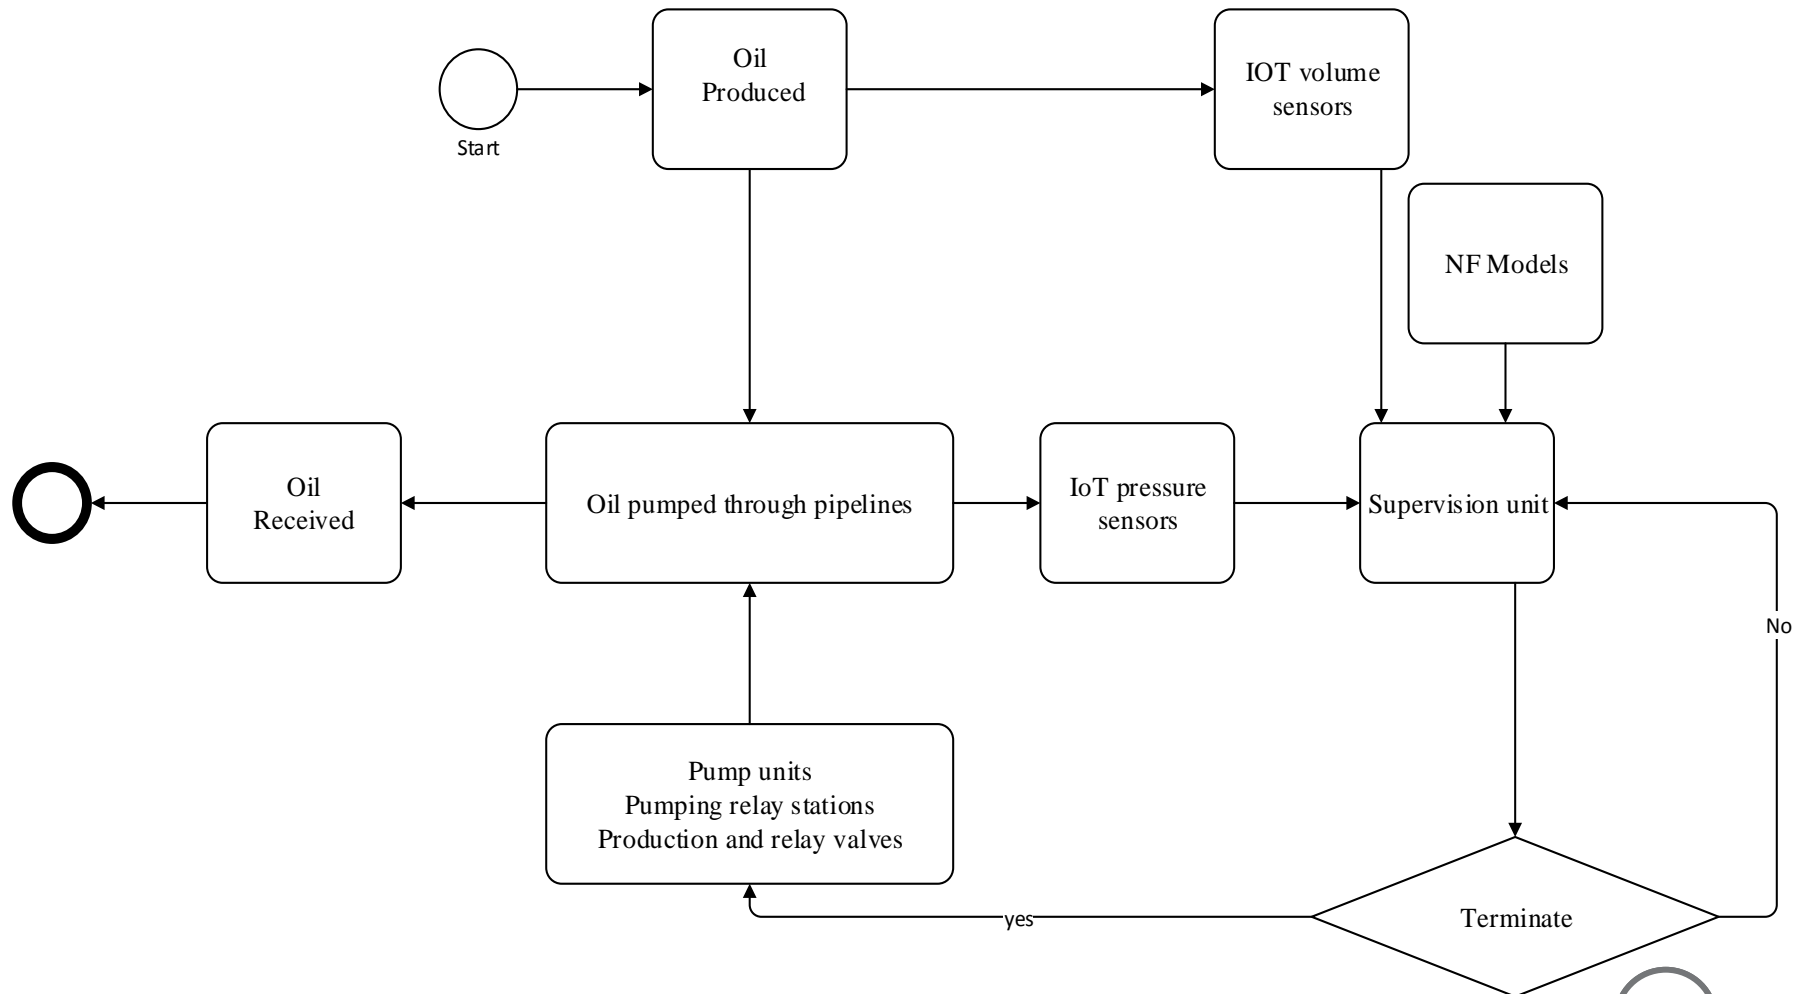 Oil
Produced
IOT volume
sensors
Start
NF Models
Oil
Received
Oil pumped through pipelines
IoT pressure
sensors
Supervision unit
No
Pump units
Pumping relay stations
Production and relay valves
yes
Terminate